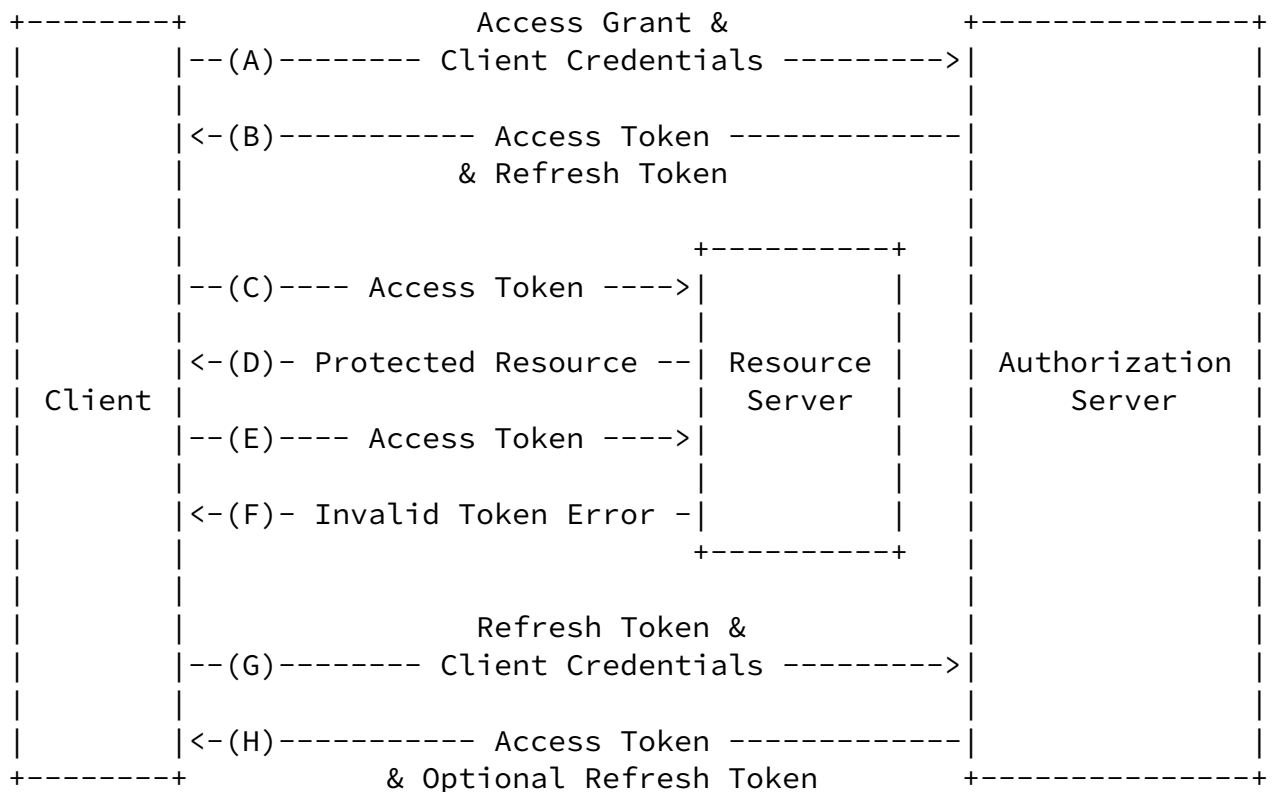 +--------+           Access Grant &             +---------------+
|        |--(A)-------- Client Credentials --------->|               |
|        |                                           |               |
|        |<-(B)----------- Access Token -------------|               |
|        |               & Refresh Token             |               |
|        |                                           |               |
|        |                            +----------+   |               |
|        |--(C)---- Access Token ---->|          |   |               |
|        |                            |          |   |               |
|        |<-(D)- Protected Resource --| Resource |   | Authorization |
| Client |                            |  Server  |   |     Server    |
|        |--(E)---- Access Token ---->|          |   |               |
|        |                            |          |   |               |
|        |<-(F)- Invalid Token Error -|          |   |               |
|        |                            +----------+   |               |
|        |                                           |               |
|        |                Refresh Token &            |               |
|        |--(G)-------- Client Credentials --------->|               |
|        |                                           |               |
|        |<-(H)----------- Access Token -------------|               |
+--------+           & Optional Refresh Token        +---------------+